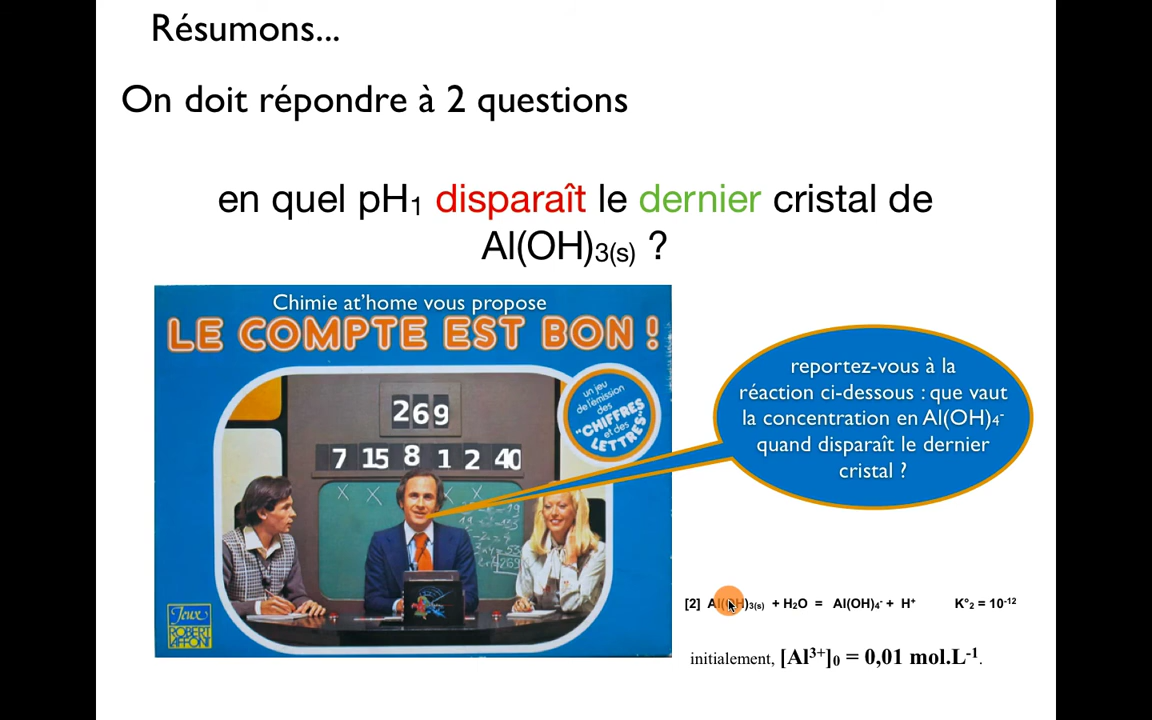 Résumons...
On doit répondre à 2 questions
en quel pH1 disparaît le dernier cristal de
Al(OH)3(s) ?
Chimie at'home vous propose
LE COMPTE EST BON !
un jeu
de l'émission
des
"CHIFFRES
et des
LETTRES"
269
7 15 8 1 2 40
X X X X
Jeux
ROBERT
LAFFONT
reportez-vous à la
réaction ci-dessous : que vaut
la concentration en Al(OH)4-
quand disparaît le dernier
cristal ?
[2] Al(OH)3(s) + H2O = Al(OH)4- + H+ K°2 = 10-12
initialement, [Al3+]0 = 0,01 mol.L-1.